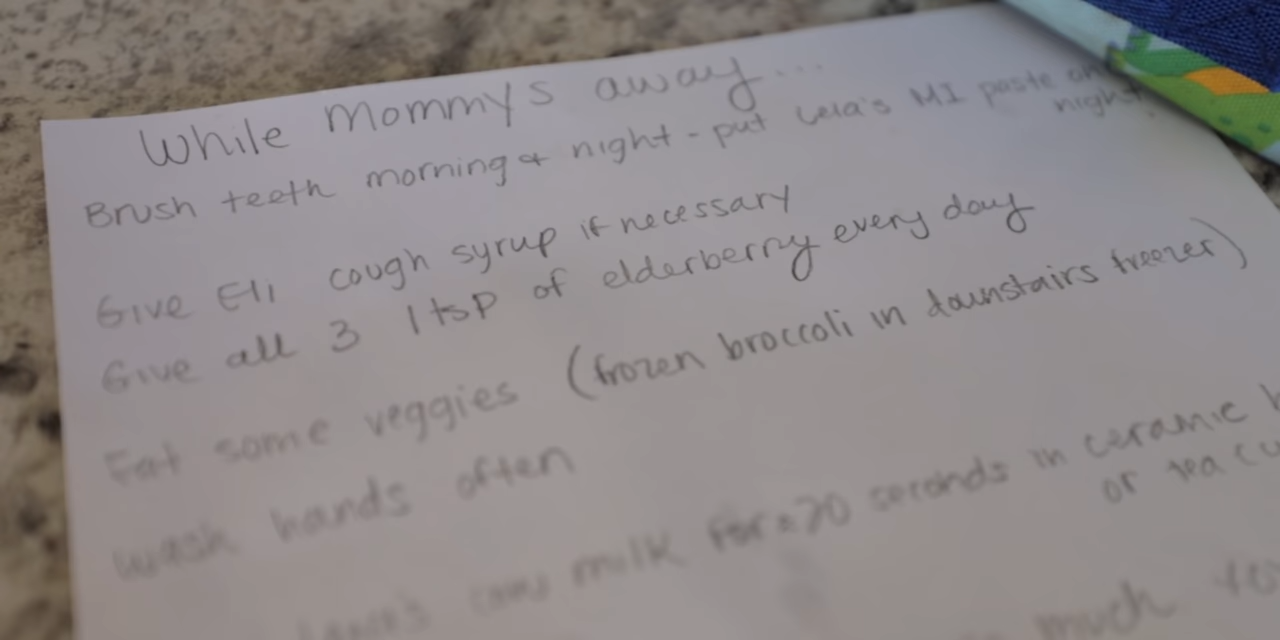 While Mommys away...
Brush teeth morning & night - put Lela's MI paste on
night
Give Eli cough syrup if necessary
Give all 3 1 tsp of elderberry every day
Eat some veggies (frozen broccoli in downstairs freezer)
wash hands often
milk for 20 seconds in ceramic
or tea cu
much